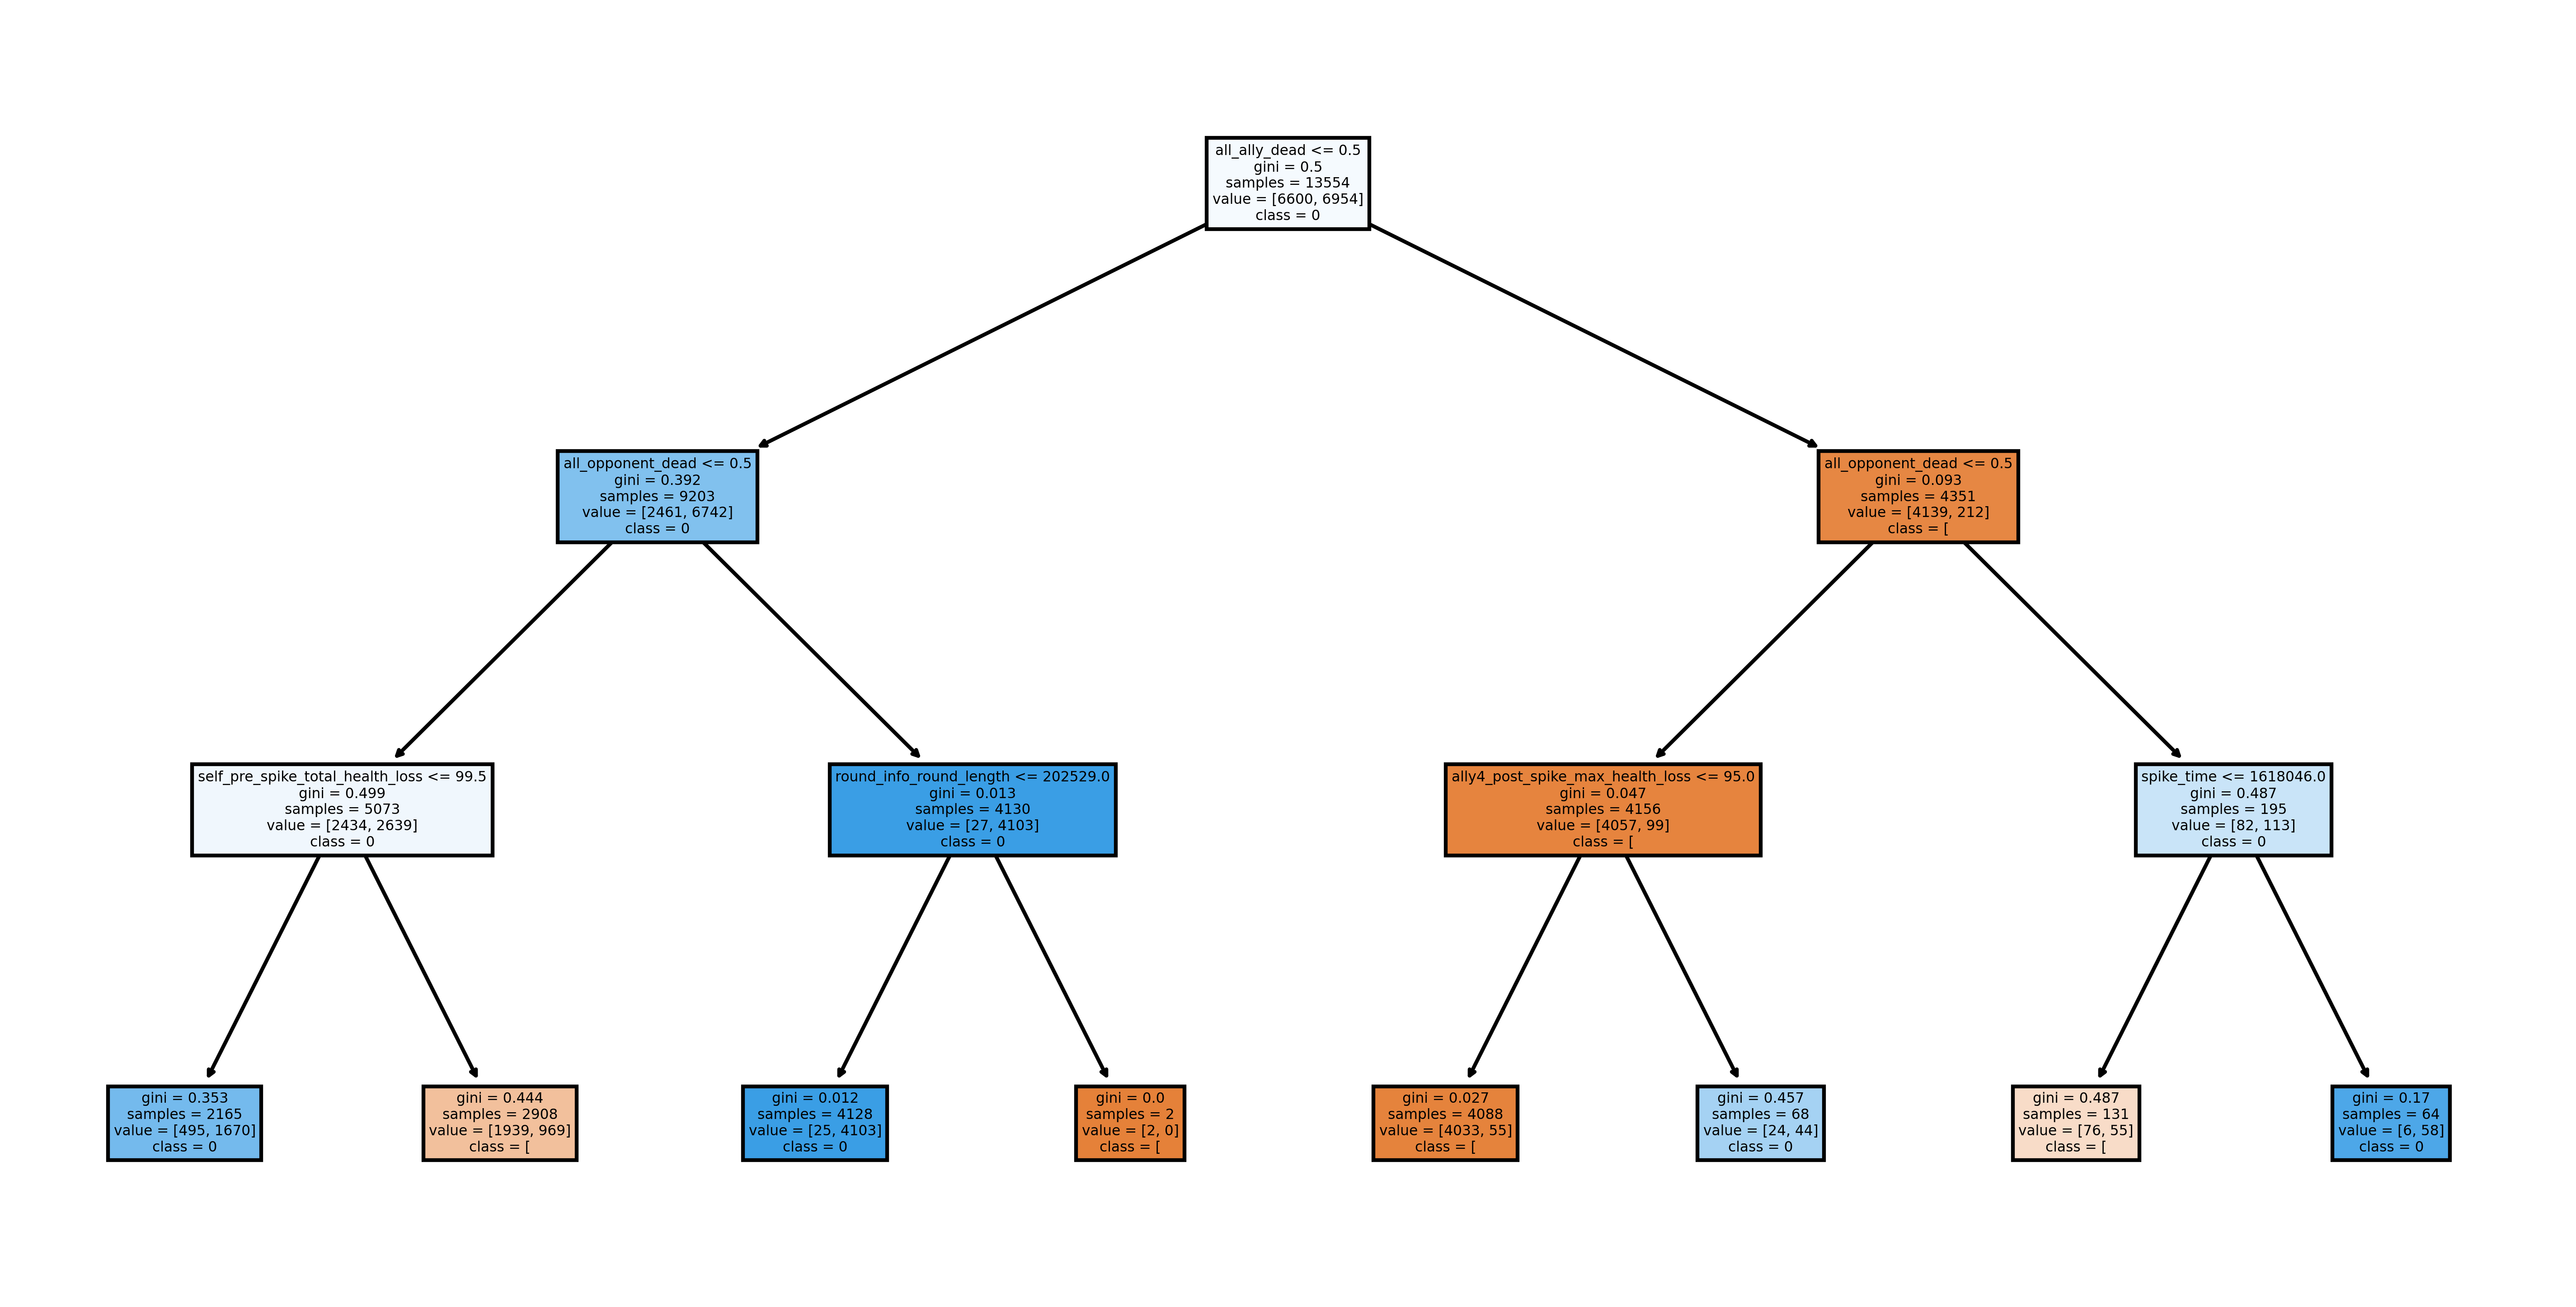 all_ally_dead <= 0.5
gini = 0.5
samples = 13554
value = [6600, 6954]
class = 0
all_opponent_dead <= 0.5
gini = 0.392
samples = 9203
value = [2461, 6742]
class = 0
all_opponent_dead <= 0.5
gini = 0.093
samples = 4351
value = [4139, 212]
class = [
self_pre_spike_total_health_loss <= 99.5
gini = 0.499
samples = 5073
value = [2434, 2639]
class = 0
round_info_round_length <= 202529.0
gini = 0.013
samples = 4130
value = [27, 4103]
class = 0
ally4_post_spike_max_health_loss <= 95.0
gini = 0.047
samples = 4156
value = [4057, 99]
class = [
spike_time <= 1618046.0
gini = 0.487
samples = 195
value = [82, 113]
class = 0
gini = 0.353
samples = 2165
value = [495, 1670]
class = 0
gini = 0.444
samples = 2908
value = [1939, 969]
class = [
gini = 0.012
samples = 4128
value = [25, 4103]
class = 0
gini = 0.0
samples = 2
value = [2, 0]
class = [
gini = 0.027
samples = 4088
value = [4033, 55]
class = [
gini = 0.457
samples = 68
value = [24, 44]
class = 0
gini = 0.487
samples = 131
value = [76, 55]
class = [
gini = 0.17
samples = 64
value = [6, 58]
class = 0